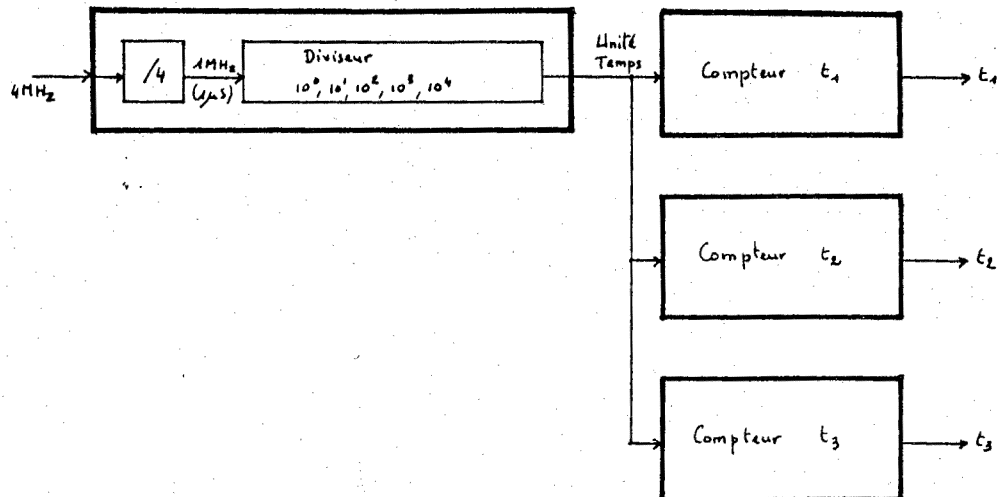 4MHz
/4
1MHz
(1µS)
Diviseur
10⁰, 10¹, 10², 10³, 10⁴
Unité
Temps
Compteur t₁
t₁
Compteur t₂
t₂
Compteur t₃
t₃